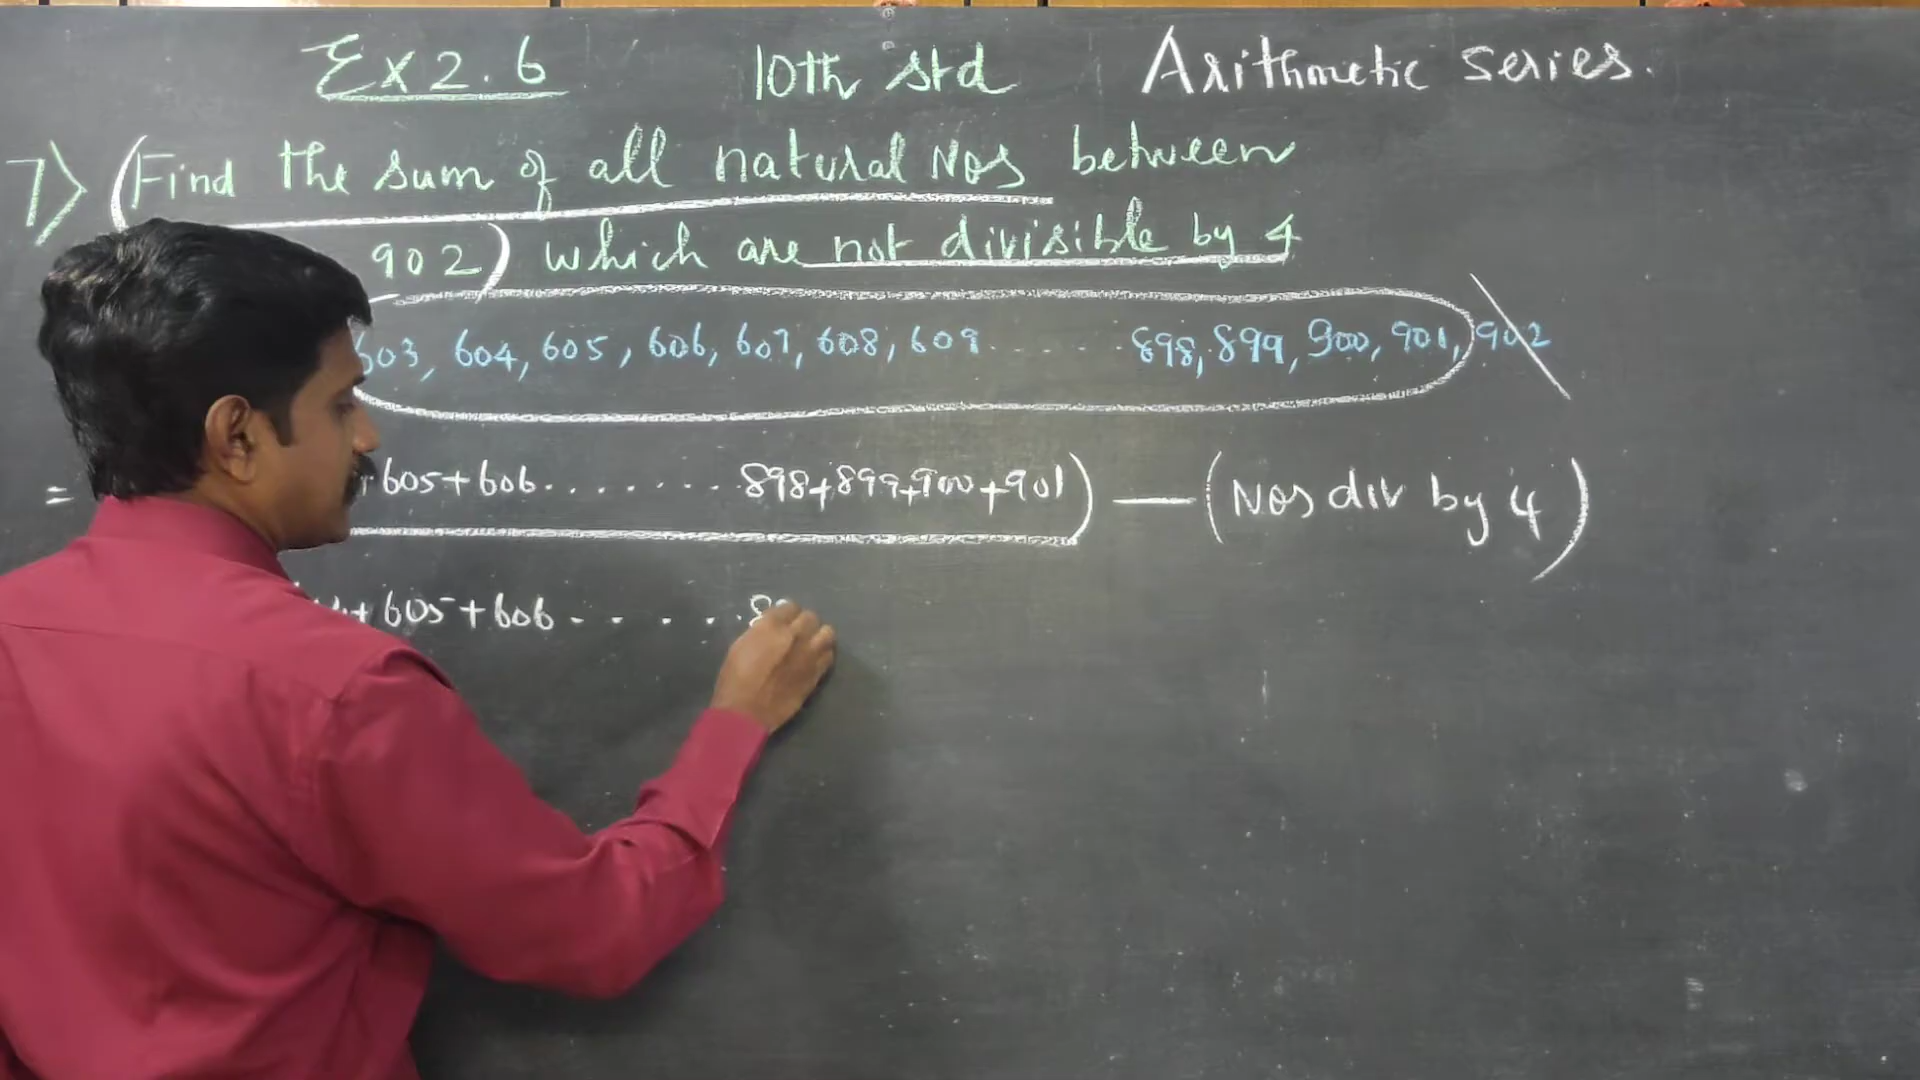 Ex 2.6 10th std Arithmetic series.
7) (Find the sum of all natural Nos between
902) which are not divisible by 4
603, 604, 605, 606, 607, 608, 609 ...... 898, 899, 900, 901, 902
= + 605 + 606 ........ 898 + 899 + 900 + 901) — (Nos div by 4)
+ 605 + 606 - . . . . 8